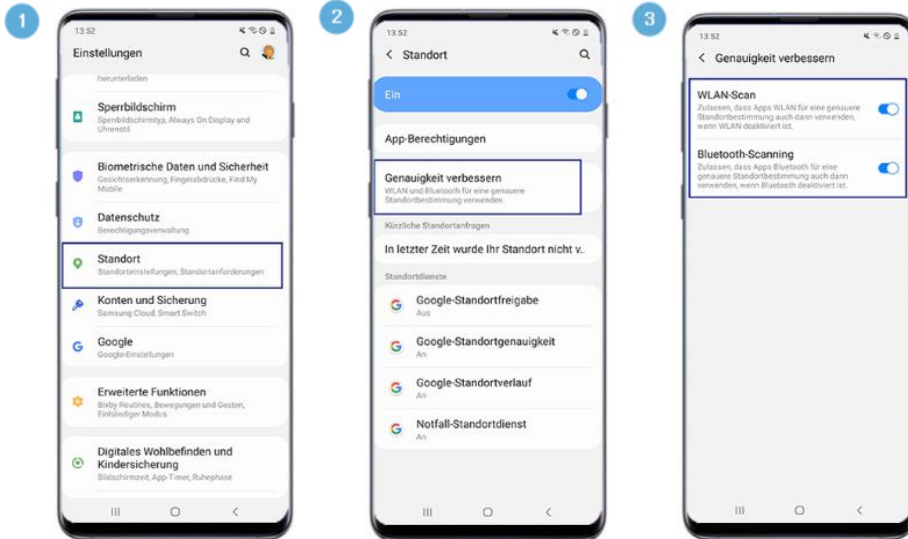 1
13.52
Einstellungen
herunterladen
Sperrbildschirm
Sperrbildschirmtyp, Always On Display und
Uhrenstil
Biometrische Daten und Sicherheit
Gesichtserkennung, Fingerabdrücke, Find My
Mobile
Datenschutz
Berechtigungsverwaltung
Standort
Standorteinstellungen, Standortanforderungen
Konten und Sicherung
Samsung Cloud, Smart Switch
Google
Google-Einstellungen
Erweiterte Funktionen
Bixby Routines, Bewegungen und Gesten,
Einhändiger Modus
Digitales Wohlbefinden und
Kindersicherung
Bildschirmzeit, App-Timer, Ruhephase
2
13.52
Standort
Ein
App-Berechtigungen
Genauigkeit verbessern
WLAN und Bluetooth für eine genauere
Standortbestimmung verwenden.
Kürzliche Standortanfragen
In letzter Zeit wurde Ihr Standort nicht v..
Standortdienste
Google-Standortfreigabe
Aus
Google-Standortgenauigkeit
An
Google-Standortverlauf
An
Notfall-Standortdienst
An
3
13.52
Genauigkeit verbessern
WLAN-Scan
Zulassen, dass Apps WLAN für eine genauere
Standortbestimmung auch dann verwenden,
wenn WLAN deaktiviert ist.
Bluetooth-Scanning
Zulassen, dass Apps Bluetooth für eine
genauere Standortbestimmung auch dann
verwenden, wenn Bluetooth deaktiviert ist.